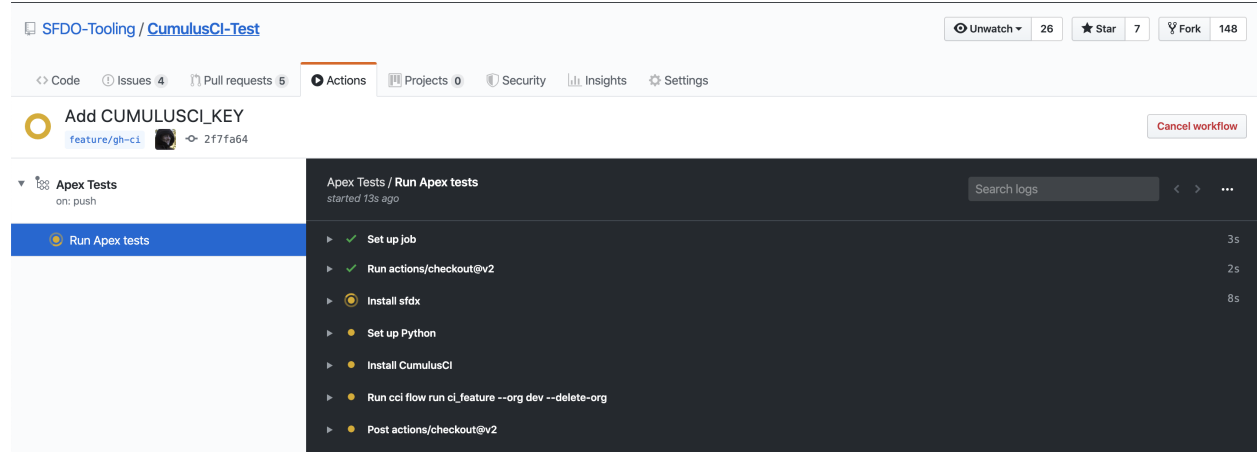 SFDO-Tooling / CumulusCI-Test
Unwatch 26 Star 7 Fork 148
Code Issues 4 Pull requests 5 Actions Projects 0 Security Insights Settings
Add CUMULUSCI_KEY
feature/gh-ci 2f7fa64
Cancel workflow
Apex Tests
on: push
Run Apex tests
Apex Tests / Run Apex tests
started 13s ago
Search logs
Set up job 3s
Run actions/checkout@v2 2s
Install sfdx 8s
Set up Python
Install CumulusCI
Run cci flow run ci_feature --org dev --delete-org
Post actions/checkout@v2